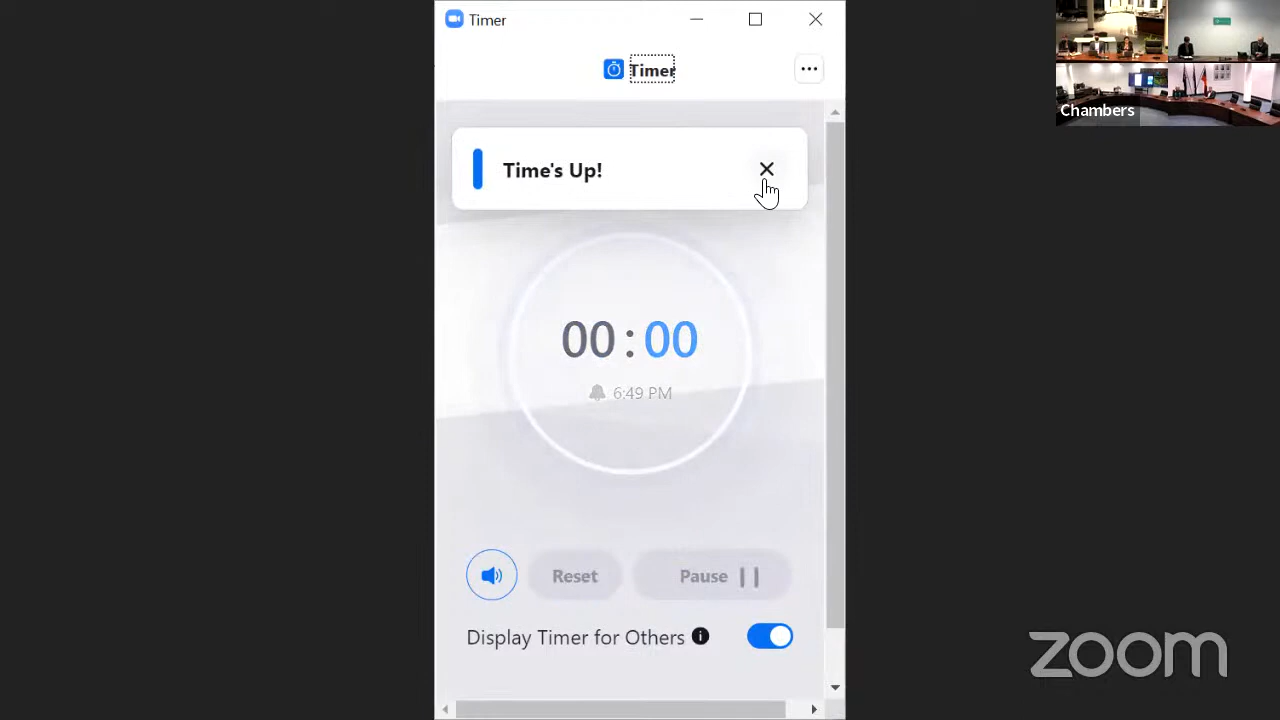 Timer
Timer
Chambers
Time's Up!
00:00
6:49 PM
Reset
Pause
Display Timer for Others
zoom